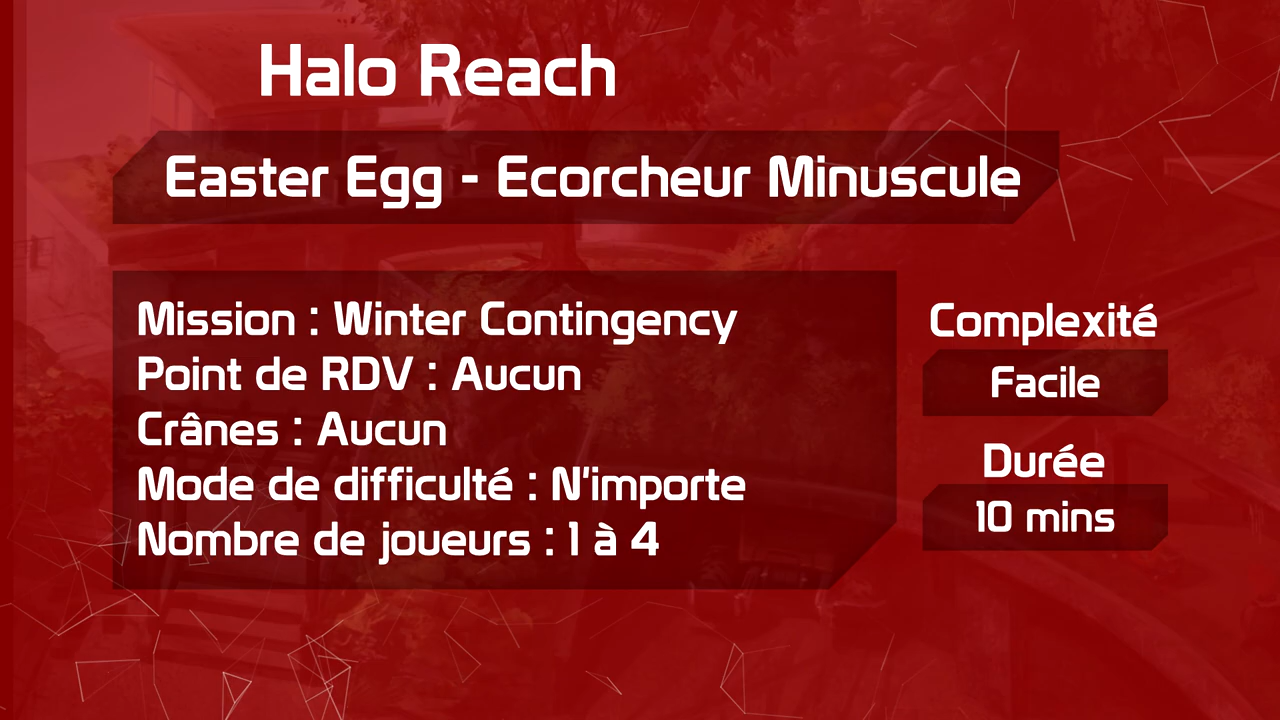 Halo Reach
Easter Egg - Ecorcheur Minuscule
Mission : Winter Contingency
Point de RDV : Aucun
Crânes : Aucun
Mode de difficulté : N'importe
Nombre de joueurs : 1 à 4
Complexité
Facile
Durée
10 mins